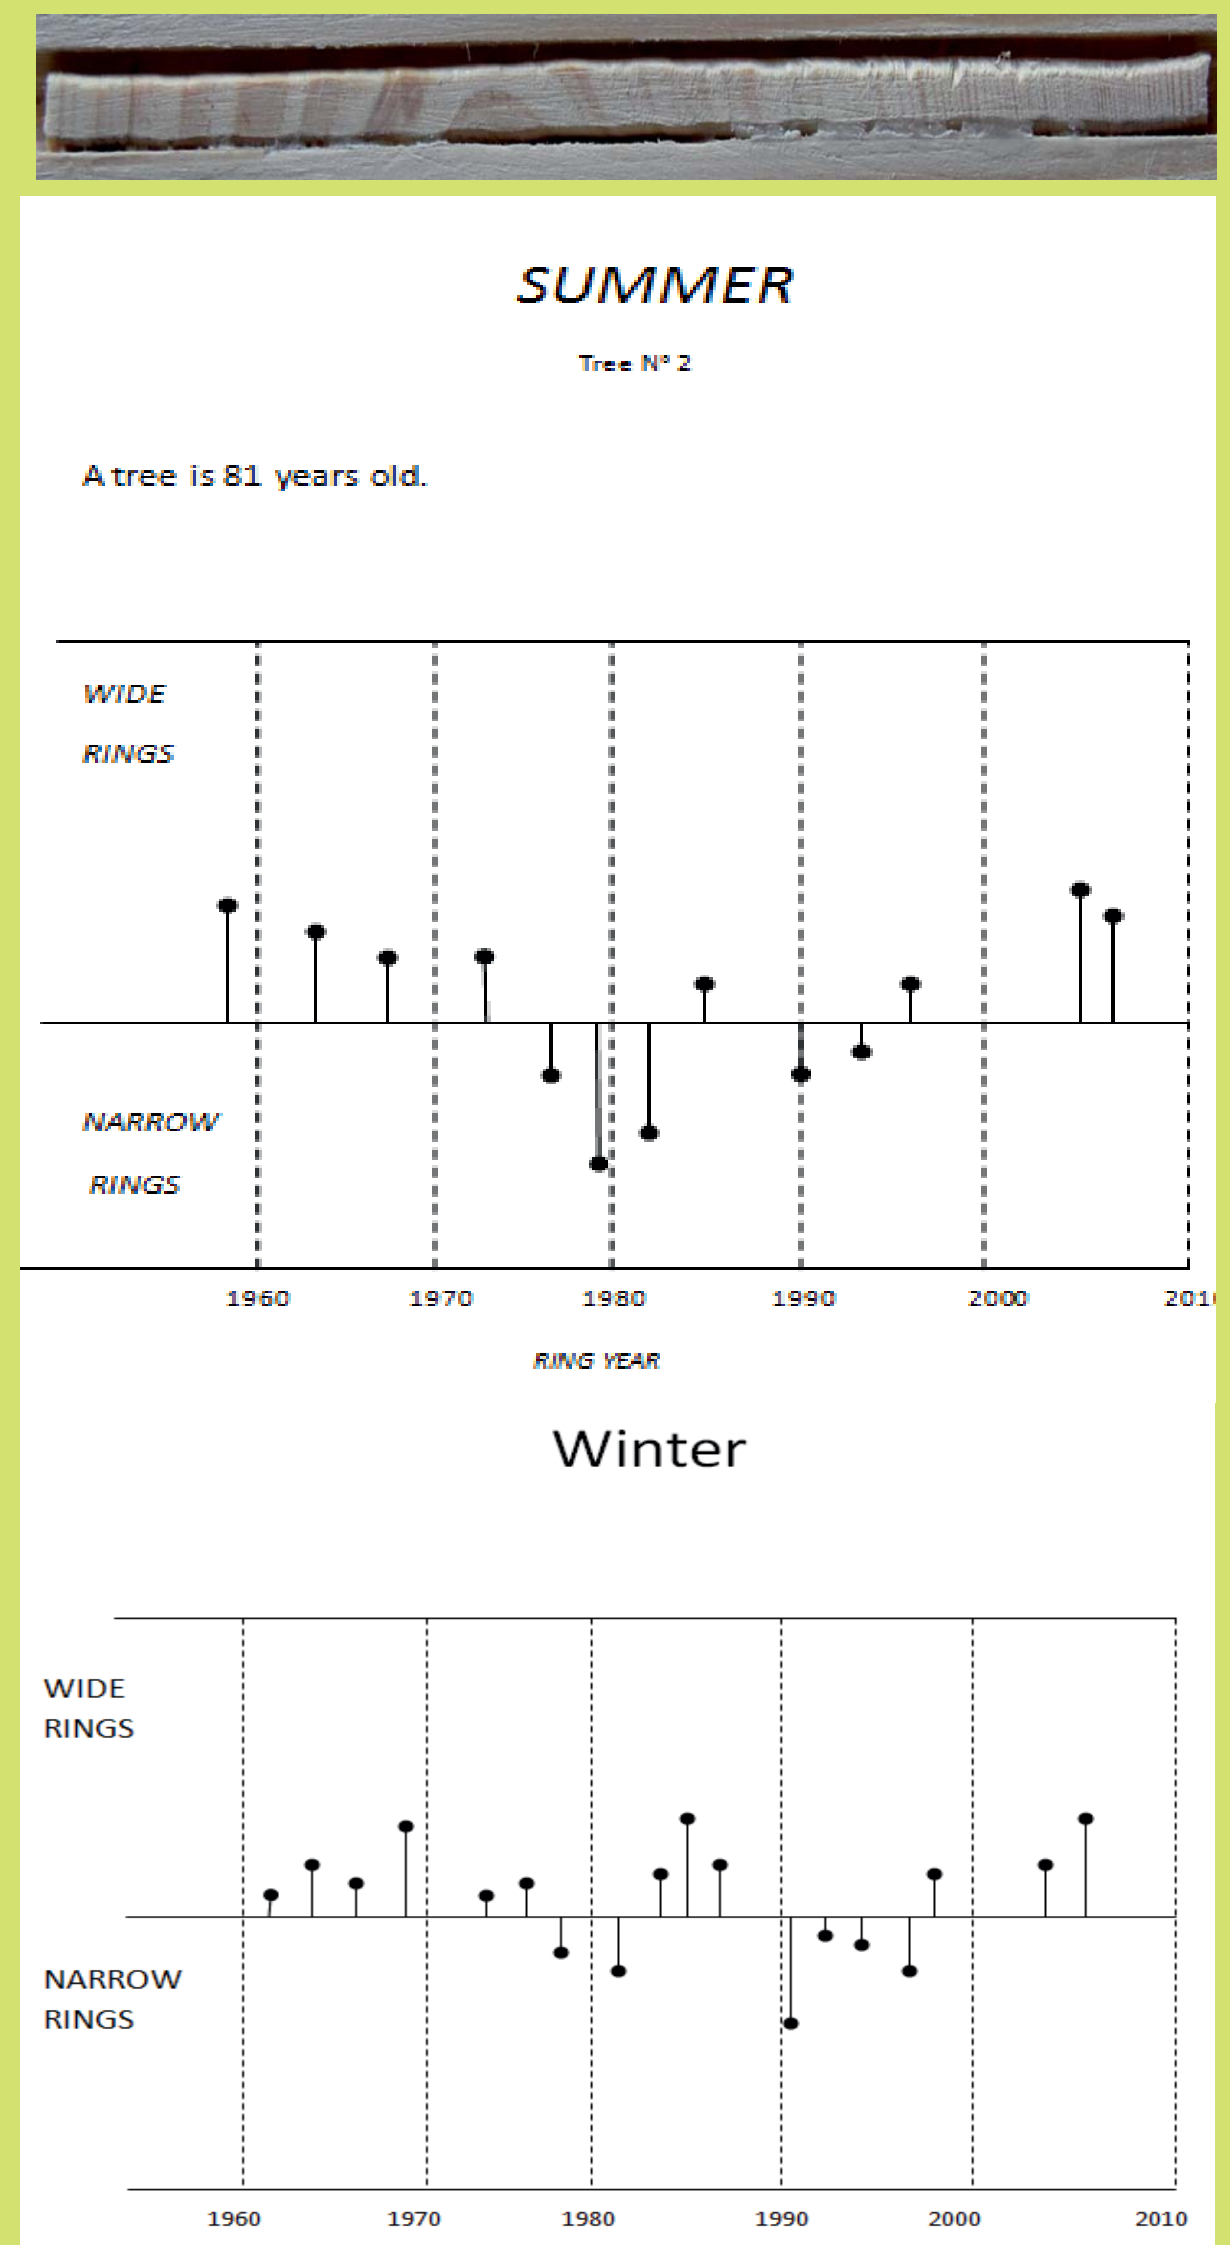 SUMMER
Tree N° 2
A tree is 81 years old.
WIDE
RINGS
NARROW
RINGS
1960 1970 1980 1990 2000 201
RING YEAR
Winter
WIDE
RINGS
NARROW
RINGS
1960 1970 1980 1990 2000 2010